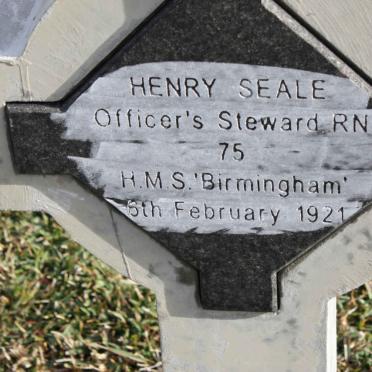 HENRY SEALE
Officer's Steward RN
75
H.M.S.'Birmingham'
6th February 1921